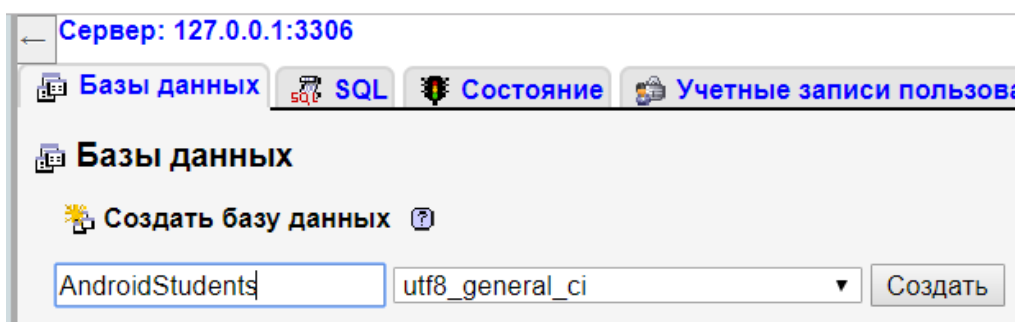 ← Сервер: 127.0.0.1:3306
Базы данных SQL Состояние Учетные записи пользова
Базы данных
Создать базу данных ?
AndroidStudents utf8_general_ci ▼ Создать